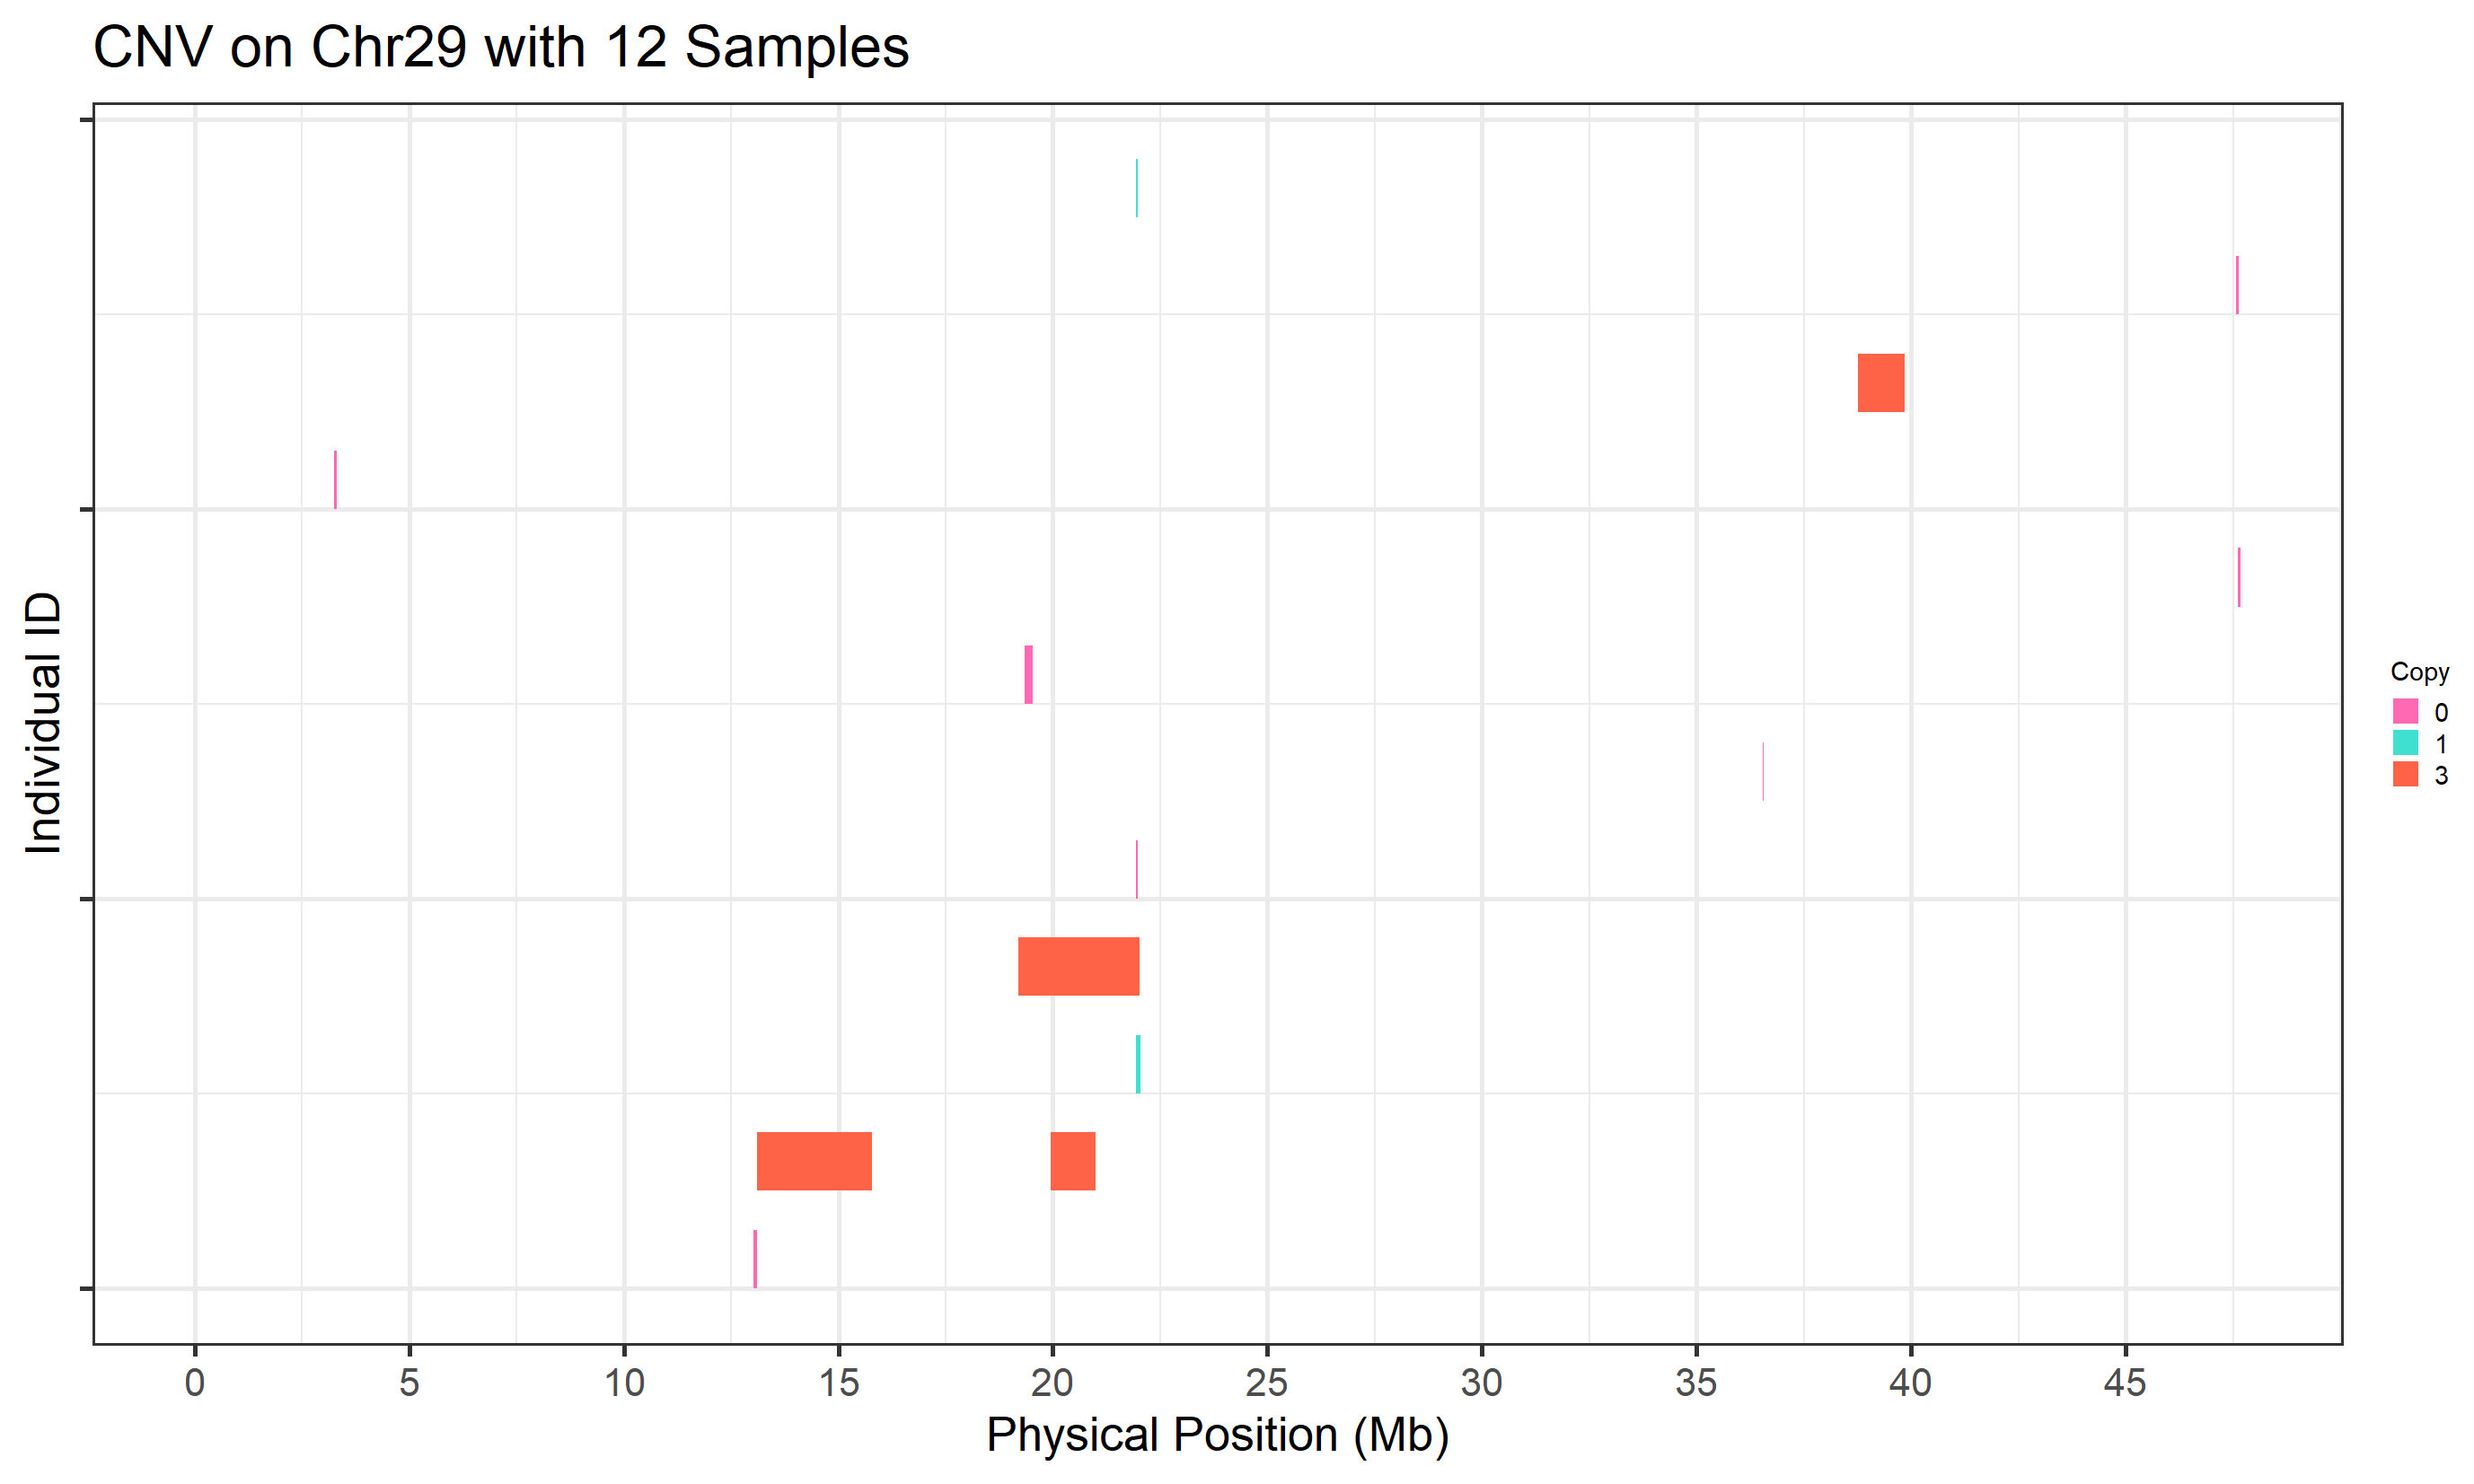 CNV on Chr29 with 12 Samples
Individual ID
Copy
0
1
3
0 5 10 15 20 25 30 35 40 45
Physical Position (Mb)